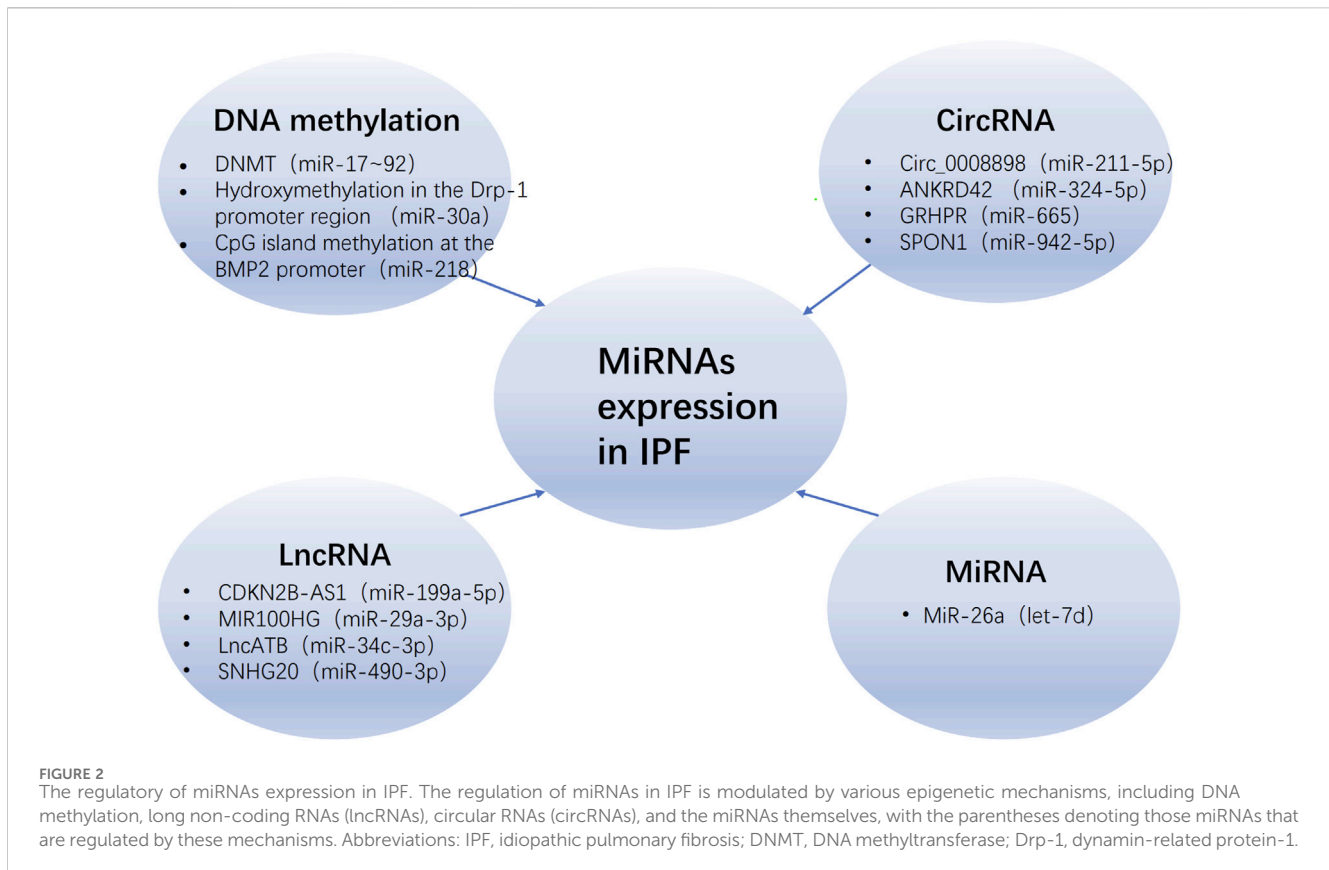 DNA methylation
• DNMT（miR-17~92）
• Hydroxymethylation in the Drp-1
promoter region （miR-30a）
• CpG island methylation at the
BMP2 promoter（miR-218）
CircRNA
• Circ_0008898（miR-211-5p）
• ANKRD42 （miR-324-5p）
• GRHPR（miR-665）
• SPON1（miR-942-5p）
MiRNAs
expression
in IPF
LncRNA
• CDKN2B-AS1（miR-199a-5p）
• MIR100HG（miR-29a-3p）
• LncATB（miR-34c-3p）
• SNHG20（miR-490-3p）
MiRNA
• MiR-26a（let-7d）
FIGURE 2
The regulatory of miRNAs expression in IPF. The regulation of miRNAs in IPF is modulated by various epigenetic mechanisms, including DNA
methylation, long non-coding RNAs (lncRNAs), circular RNAs (circRNAs), and the miRNAs themselves, with the parentheses denoting those miRNAs that
are regulated by these mechanisms. Abbreviations: IPF, idiopathic pulmonary fibrosis; DNMT, DNA methyltransferase; Drp-1, dynamin-related protein-1.